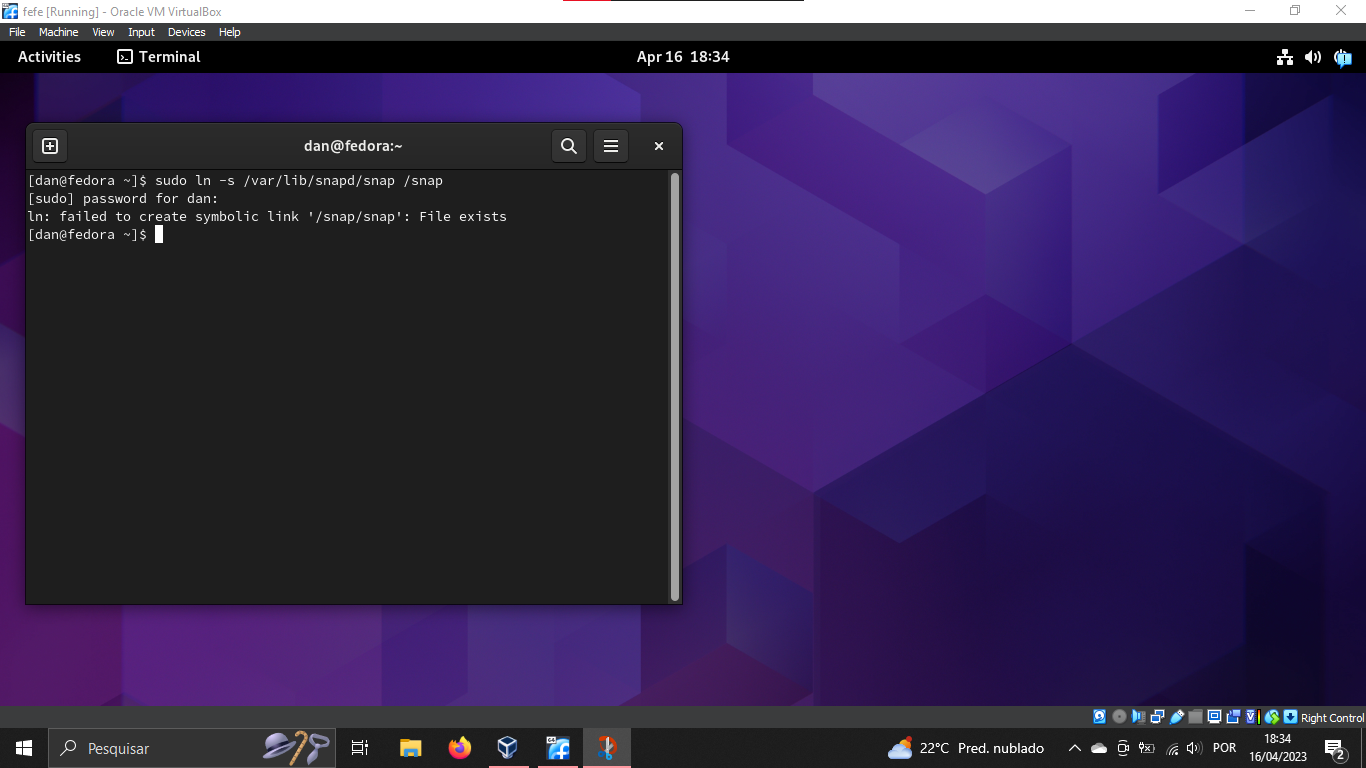 fefe [Running] - Oracle VM VirtualBox
File Machine View Input Devices Help
Activities Terminal Apr 16 18:34
dan@fedora:~
[dan@fedora ~]$ sudo ln -s /var/lib/snapd/snap /snap
[sudo] password for dan:
ln: failed to create symbolic link '/snap/snap': File exists
[dan@fedora ~]$
Right Control
Pesquisar
64
22°C Pred. nublado
POR
18:34
16/04/2023
2